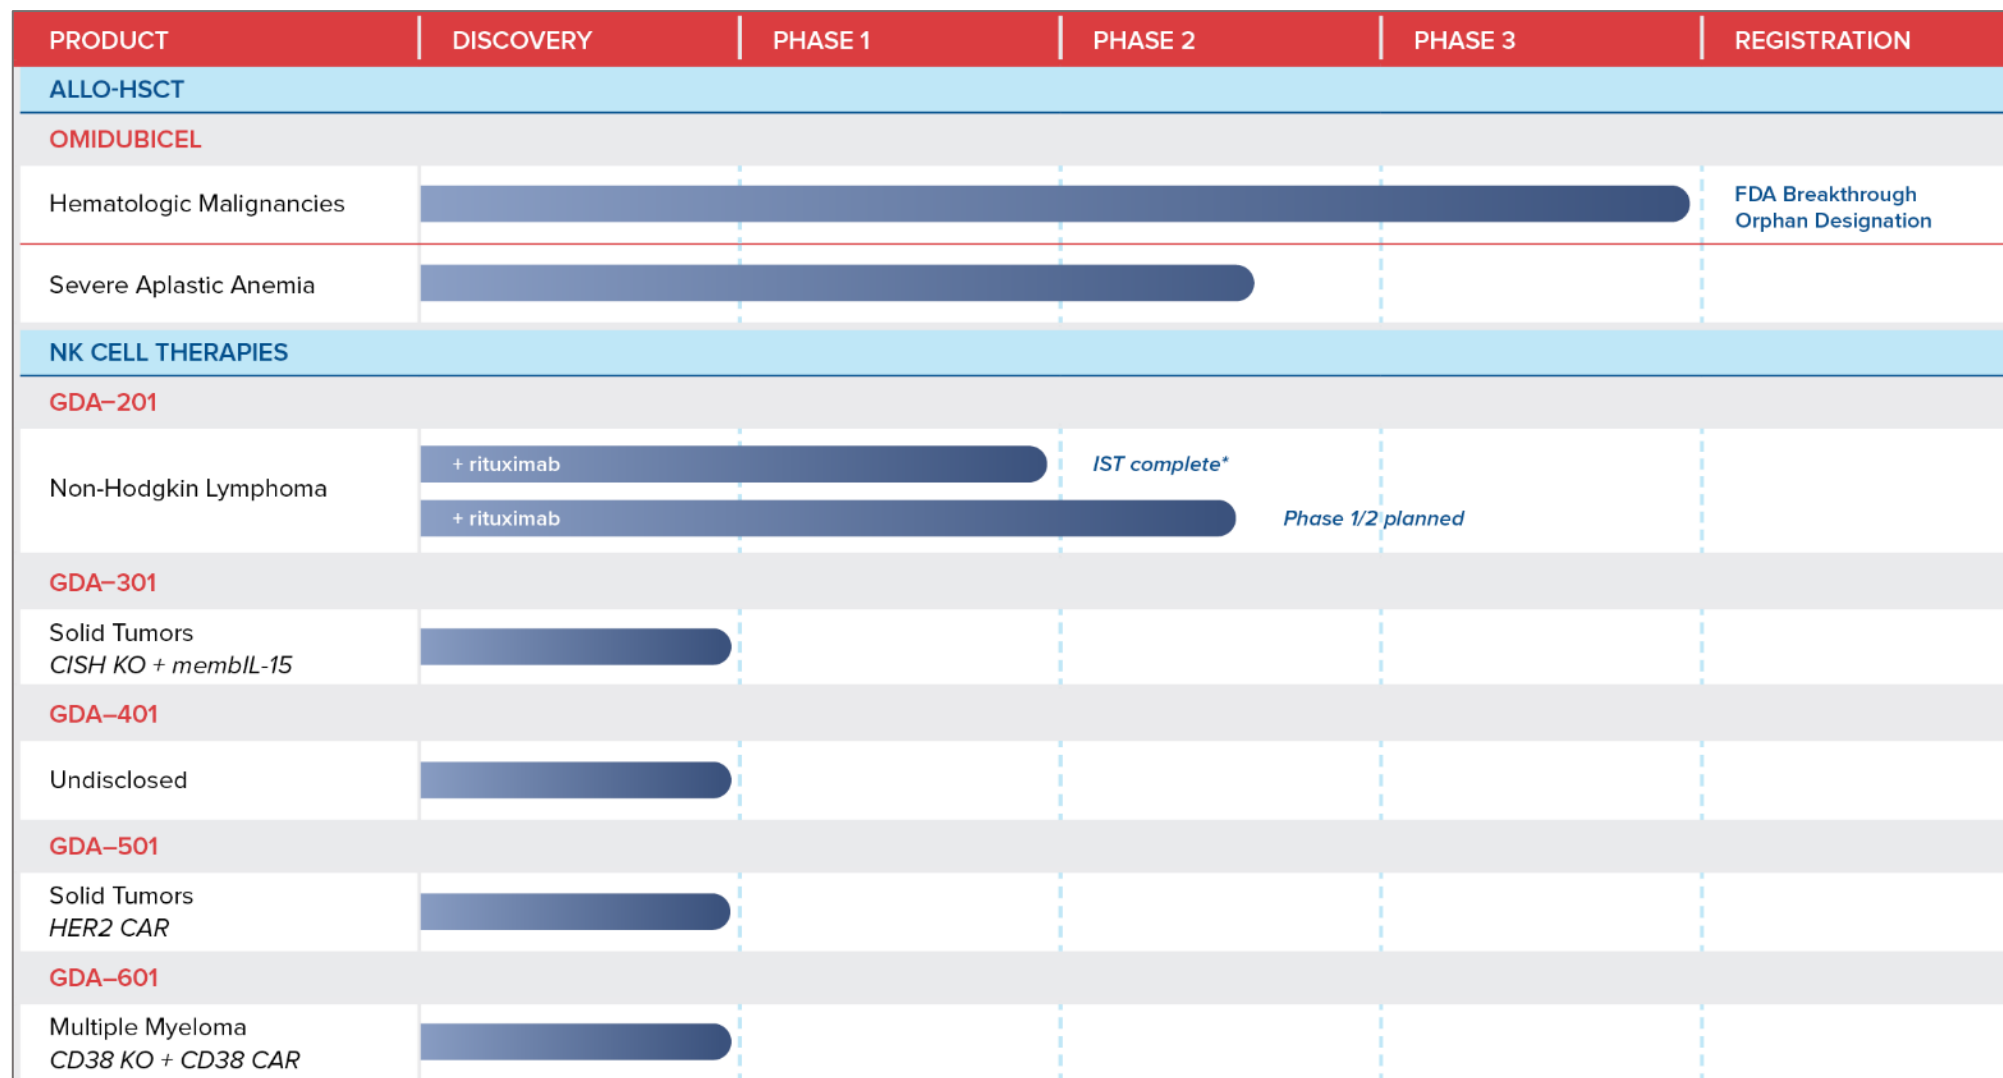 PRODUCT DISCOVERY PHASE 1 PHASE 2 PHASE 3 REGISTRATION
ALLO-HSCT
OMIDUBICEL
Hematologic Malignancies
FDA Breakthrough
Orphan Designation
Severe Aplastic Anemia
NK CELL THERAPIES
GDA–201
Non-Hodgkin Lymphoma
+ rituximab IST complete*
+ rituximab Phase 1/2 planned
GDA–301
Solid Tumors
CISH KO + membIL-15
GDA–401
Undisclosed
GDA–501
Solid Tumors
HER2 CAR
GDA–601
Multiple Myeloma
CD38 KO + CD38 CAR